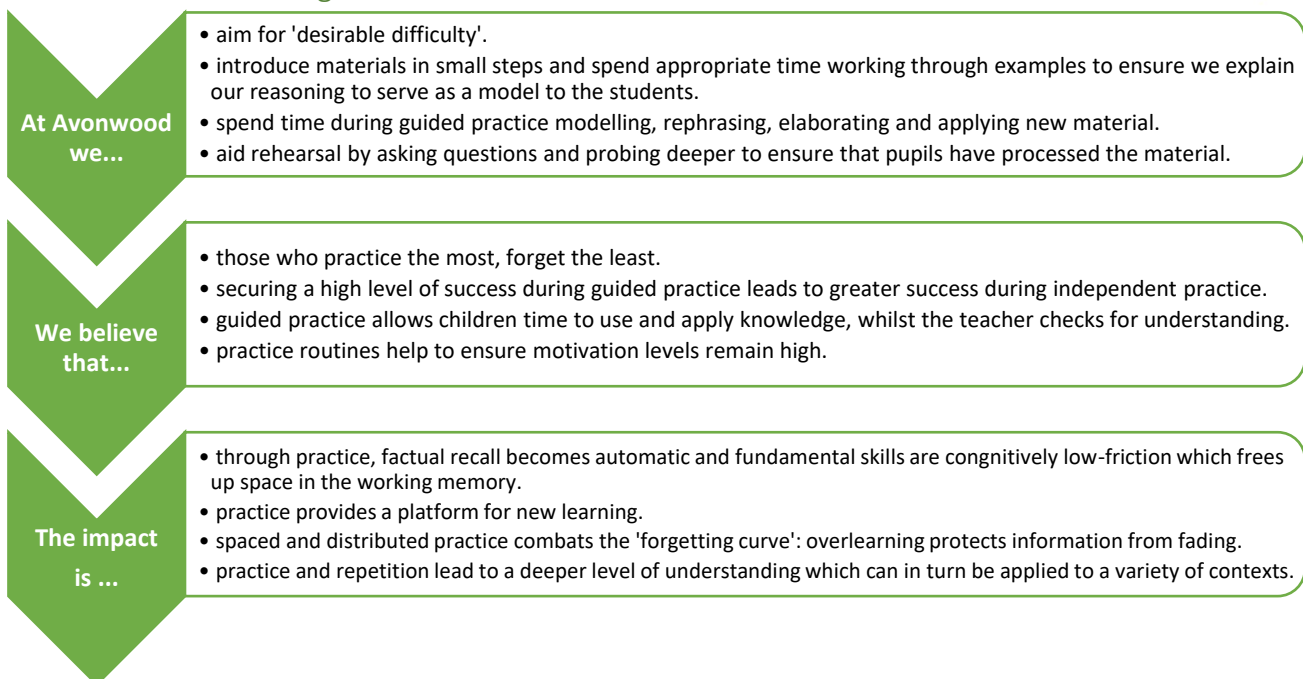 • aim for 'desirable difficulty'.
• introduce materials in small steps and spend appropriate time working through examples to ensure we explain
our reasoning to serve as a model to the students.
• spend time during guided practice modelling, rephrasing, elaborating and applying new material.
• aid rehearsal by asking questions and probing deeper to ensure that pupils have processed the material.
At Avonwood
we...
• those who practice the most, forget the least.
• securing a high level of success during guided practice leads to greater success during independent practice.
• guided practice allows children time to use and apply knowledge, whilst the teacher checks for understanding.
• practice routines help to ensure motivation levels remain high.
We believe
that...
• through practice, factual recall becomes automatic and fundamental skills are congnitively low-friction which frees
up space in the working memory.
• practice provides a platform for new learning.
• spaced and distributed practice combats the 'forgetting curve': overlearning protects information from fading.
• practice and repetition lead to a deeper level of understanding which can in turn be applied to a variety of contexts.
The impact
is ...